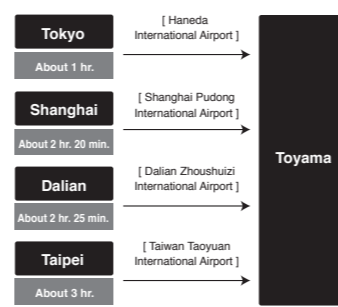 Tokyo
About 1 hr.
[ Haneda
International Airport ]
Shanghai
About 2 hr. 20 min.
[ Shanghai Pudong
International Airport ]
Dalian
About 2 hr. 25 min.
[ Dalian Zhoushuizi
International Airport ]
Taipei
About 3 hr.
[ Taiwan Taoyuan
International Airport ]
Toyama